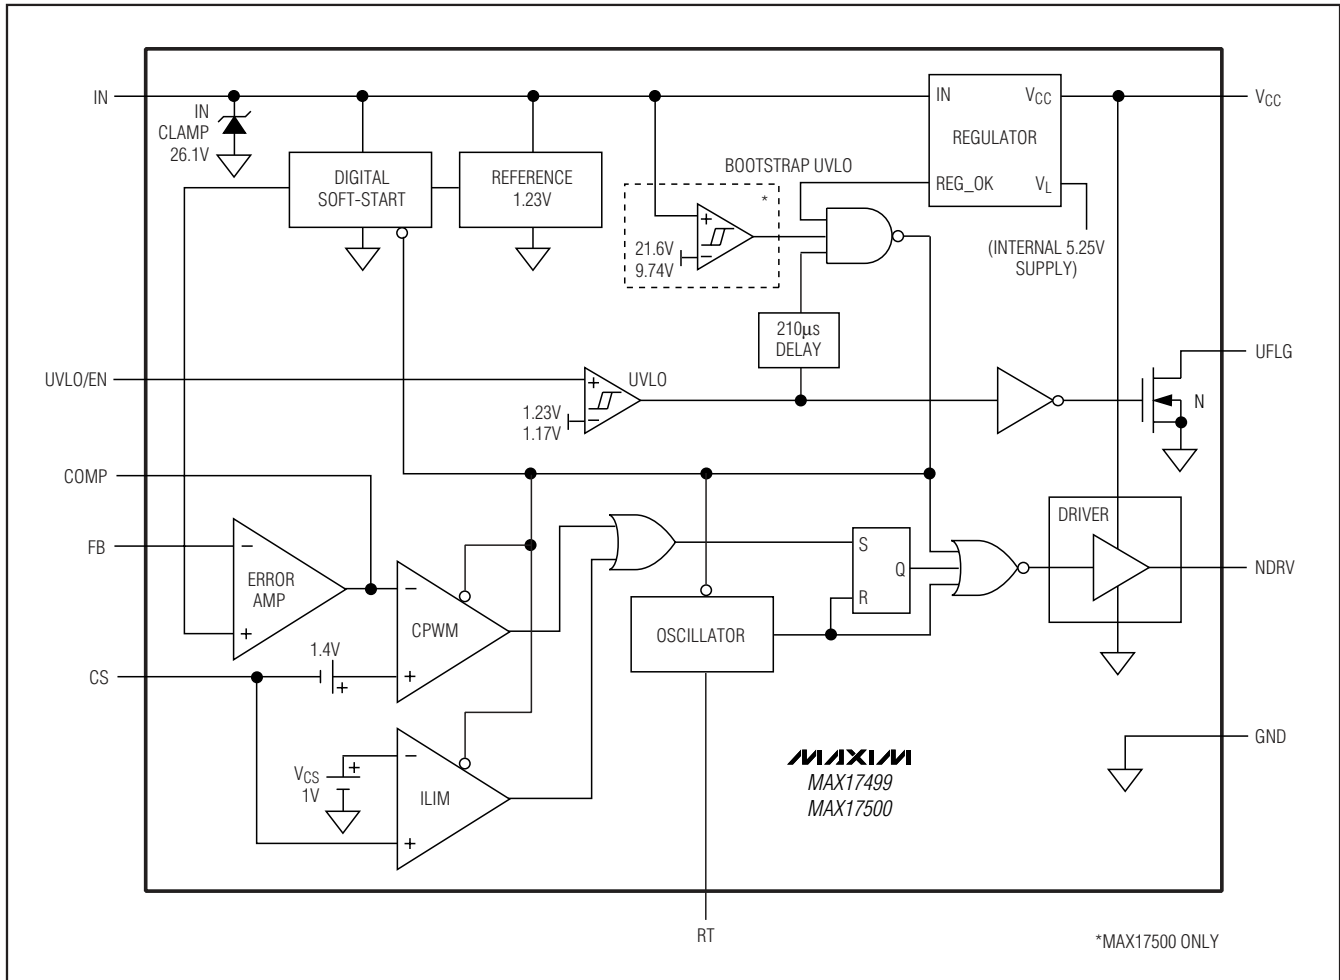 IN
IN
CLAMP
26.1V
DIGITAL
SOFT-START
REFERENCE
1.23V
BOOTSTRAP UVLO
*
21.6V
9.74V
+
−
IN
VCC
REGULATOR
REG_OK
VL
VCC
(INTERNAL 5.25V
SUPPLY)
210µs
DELAY
UVLO/EN
+
−
UVLO
1.23V
1.17V
UFLG
N
COMP
FB
−
ERROR
AMP
+
−
CPWM
+
1.4V
+
CS
S
Q
R
OSCILLATOR
DRIVER
NDRV
VCS
1V
+
−
ILIM
+
MAXIM
MAX17499
MAX17500
GND
RT
*MAX17500 ONLY